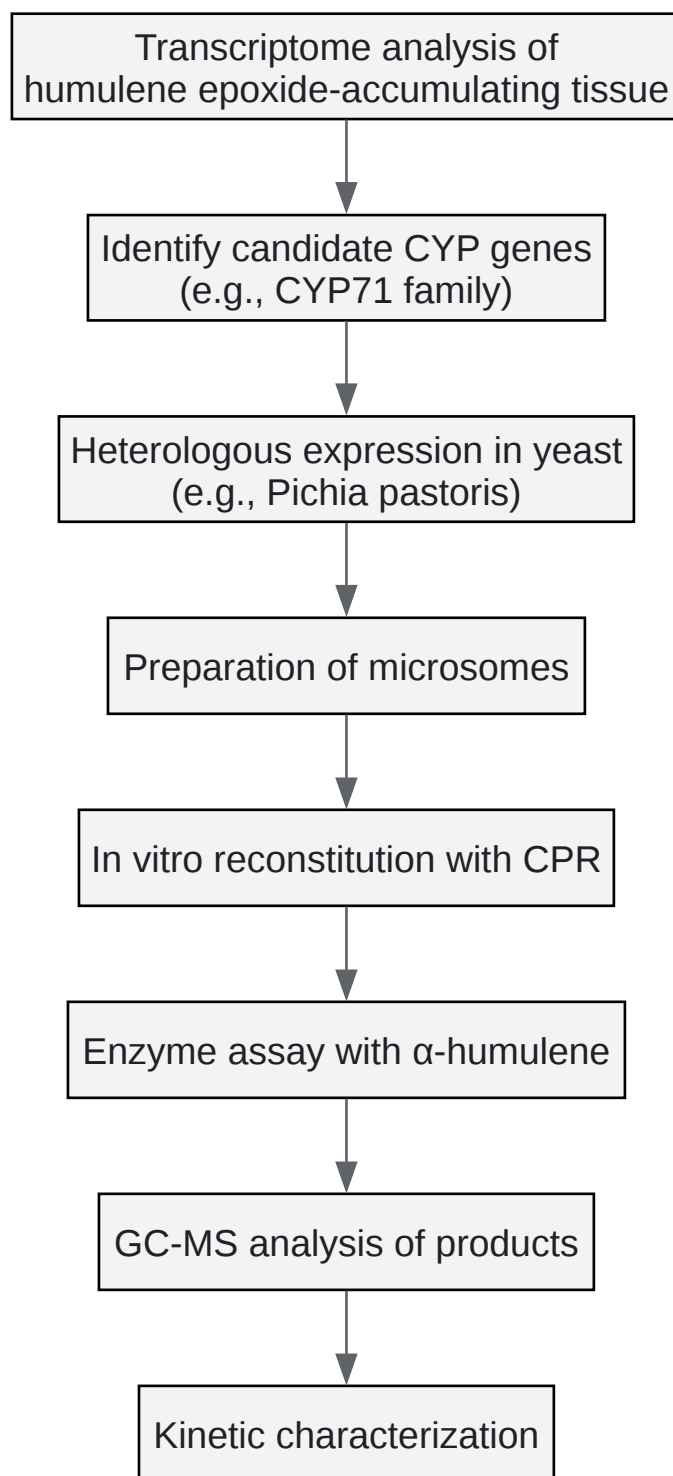 Transcriptome analysis of
humulene epoxide-accumulating tissue
Identify candidate CYP genes
(e.g., CYP71 family)
Heterologous expression in yeast
(e.g., Pichia pastoris)
Preparation of microsomes
In vitro reconstitution with CPR
Enzyme assay with α-humulene
GC-MS analysis of products
Kinetic characterization